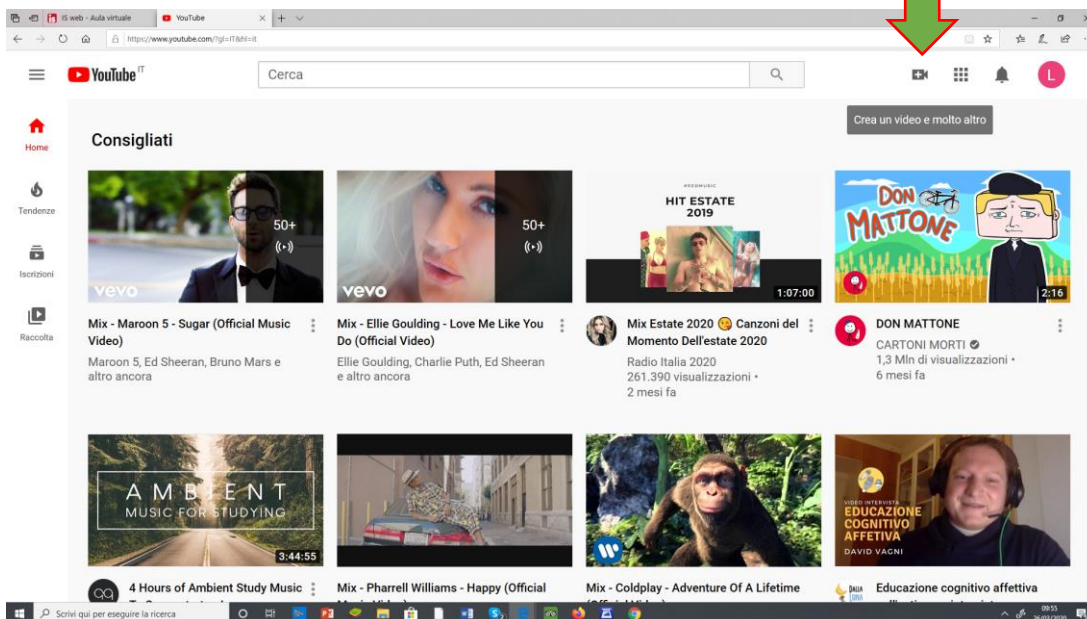 IS web - Aula virtuale
YouTube
https://www.youtube.com/?gl=IT&hl=it
YouTube IT
Cerca
L
Crea un video e molto altro
Home
Tendenze
Iscrizioni
Raccolta
Consigliati
50+
vevo
50+
vevo
HIT ESTATE
2019
1:07:00
DON
MATTONE
2:16
Mix - Maroon 5 - Sugar (Official Music
Video)
Maroon 5, Ed Sheeran, Bruno Mars e
altro ancora
Mix - Ellie Goulding - Love Me Like You
Do (Official Video)
Ellie Goulding, Charlie Puth, Ed Sheeran
e altro ancora
Mix Estate 2020 😘 Canzoni del
Momento Dell'estate 2020
Radio Italia 2020
261.390 visualizzazioni •
2 mesi fa
DON MATTONE
CARTONI MORTI
1,3 Mln di visualizzazioni •
6 mesi fa
AMBIENT
MUSIC FOR STUDYING
3:44:55
VIDEO INTERVISTA
EDUCAZIONE
COGNITIVO
AFFETIVA
DAVID VAGNI
4 Hours of Ambient Study Music
Mix - Pharrell Williams - Happy (Official
Mix - Coldplay - Adventure Of A Lifetime
Educazione cognitivo affettiva
Scrivi qui per eseguire la ricerca
09:55
26/03/2020